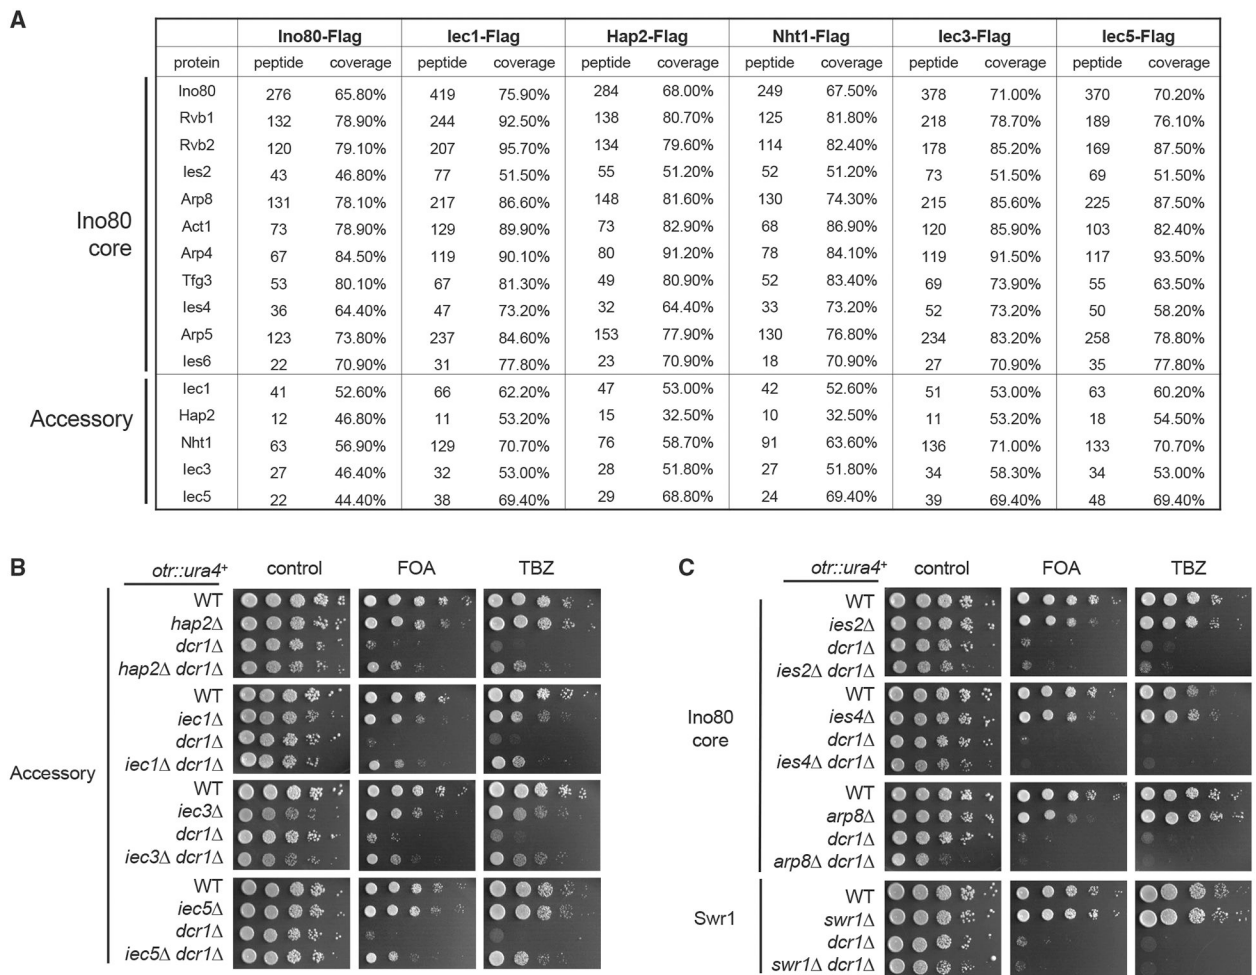 A
Ino80-Flag Iec1-Flag Hap2-Flag Nht1-Flag Iec3-Flag Iec5-Flag
protein peptide coverage peptide coverage peptide coverage peptide coverage peptide coverage peptide coverage
Ino80 276 65.80% 419 75.90% 284 68.00% 249 67.50% 378 71.00% 370 70.20%
Rvb1 132 78.90% 244 92.50% 138 80.70% 125 81.80% 218 78.70% 189 76.10%
Rvb2 120 79.10% 207 95.70% 134 79.60% 114 82.40% 178 85.20% 169 87.50%
Ies2 43 46.80% 77 51.50% 55 51.20% 52 51.20% 73 51.50% 69 51.50%
Arp8 131 78.10% 217 86.60% 148 81.60% 130 74.30% 215 85.60% 225 87.50%
Act1 73 78.90% 129 89.90% 73 82.90% 68 86.90% 120 85.90% 103 82.40%
Arp4 67 84.50% 119 90.10% 80 91.20% 78 84.10% 119 91.50% 117 93.50%
Tfg3 53 80.10% 67 81.30% 49 80.90% 52 83.40% 69 73.90% 55 63.50%
Ies4 36 64.40% 47 73.20% 32 64.40% 33 73.20% 52 73.20% 50 58.20%
Arp5 123 73.80% 237 84.60% 153 77.90% 130 76.80% 234 83.20% 258 78.80%
Ies6 22 70.90% 31 77.80% 23 70.90% 18 70.90% 27 70.90% 35 77.80%
Ino80
core
Iec1 41 52.60% 66 62.20% 47 53.00% 42 52.60% 51 53.00% 63 60.20%
Hap2 12 46.80% 11 53.20% 15 32.50% 10 32.50% 11 53.20% 18 54.50%
Nht1 63 56.90% 129 70.70% 76 58.70% 91 63.60% 136 71.00% 133 70.70%
Iec3 27 46.40% 32 53.00% 28 51.80% 27 51.80% 34 58.30% 34 53.00%
Iec5 22 44.40% 38 69.40% 29 68.80% 24 69.40% 39 69.40% 48 69.40%
Accessory
B
otr::ura4+ control FOA TBZ
WT
hap2Δ
dcr1Δ
hap2Δ dcr1Δ
WT
iec1Δ
dcr1Δ
iec1Δ dcr1Δ
Accessory
WT
iec3Δ
dcr1Δ
iec3Δ dcr1Δ
WT
iec5Δ
dcr1Δ
iec5Δ dcr1Δ
C
otr::ura4+ control FOA TBZ
WT
ies2Δ
dcr1Δ
ies2Δ dcr1Δ
WT
ies4Δ
dcr1Δ
ies4Δ dcr1Δ
Ino80
core
WT
arp8Δ
dcr1Δ
arp8Δ dcr1Δ
Swr1
WT
swr1Δ
dcr1Δ
swr1Δ dcr1Δ